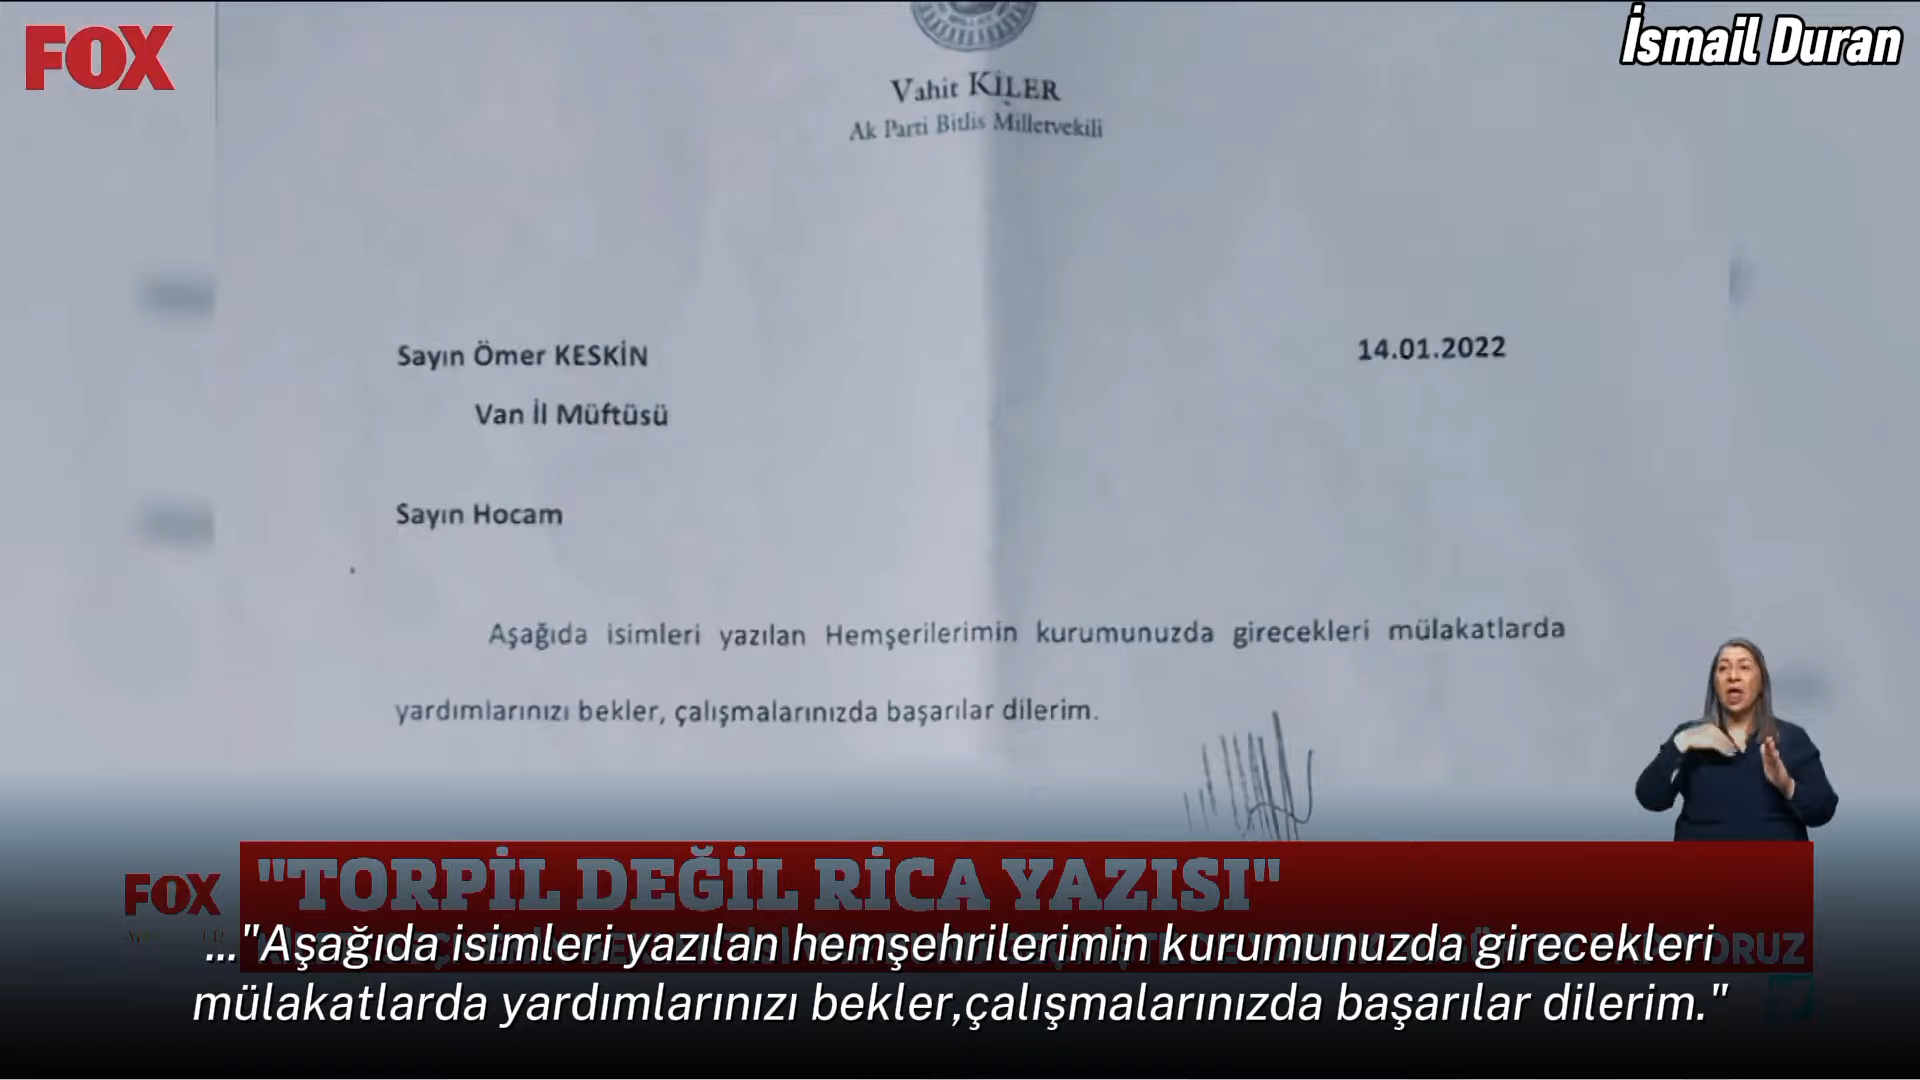 FOX
İsmail Duran
Vahit KİLER
Ak Parti Bitlis Milletvekili
Sayın Ömer KESKİN
14.01.2022
Van İl Müftüsü
Sayın Hocam
Aşağıda isimleri yazılan Hemşerilerimin kurumunuzda girecekleri mülakatlarda
yardımlarınızı bekler, çalışmalarınızda başarılar dilerim.
FOX
"TORPİL DEĞİL RİCA YAZISI"
..."Aşağıda isimleri yazılan hemşehrilerimin kurumunuzda girecekleri
mülakatlarda yardımlarınızı bekler,çalışmalarınızda başarılar dilerim."